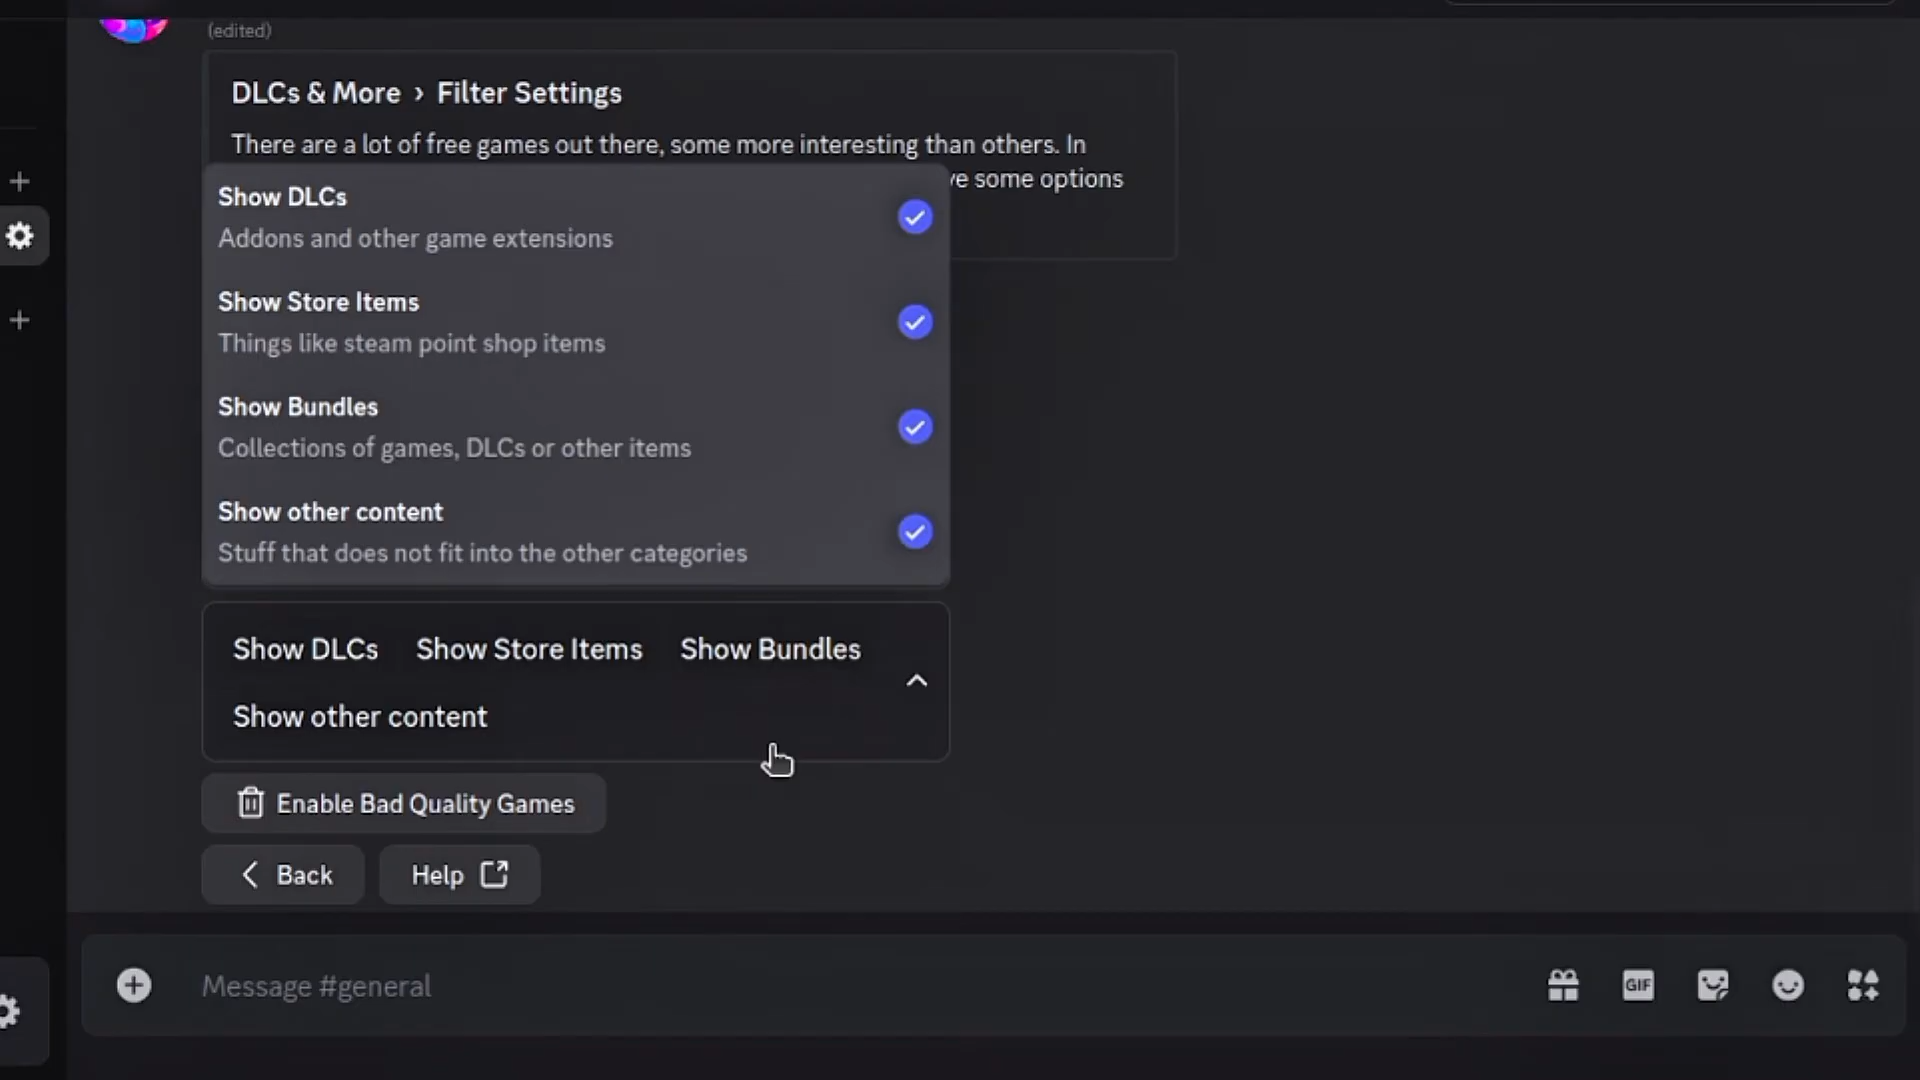 (edited)
DLCs & More › Filter Settings
There are a lot of free games out there, some more interesting than others. In
some options
Show DLCs
Addons and other game extensions
Show Store Items
Things like steam point shop items
Show Bundles
Collections of games, DLCs or other items
Show other content
Stuff that does not fit into the other categories
Show DLCs Show Store Items Show Bundles
Show other content
Enable Bad Quality Games
Back Help
Message #general
GIF